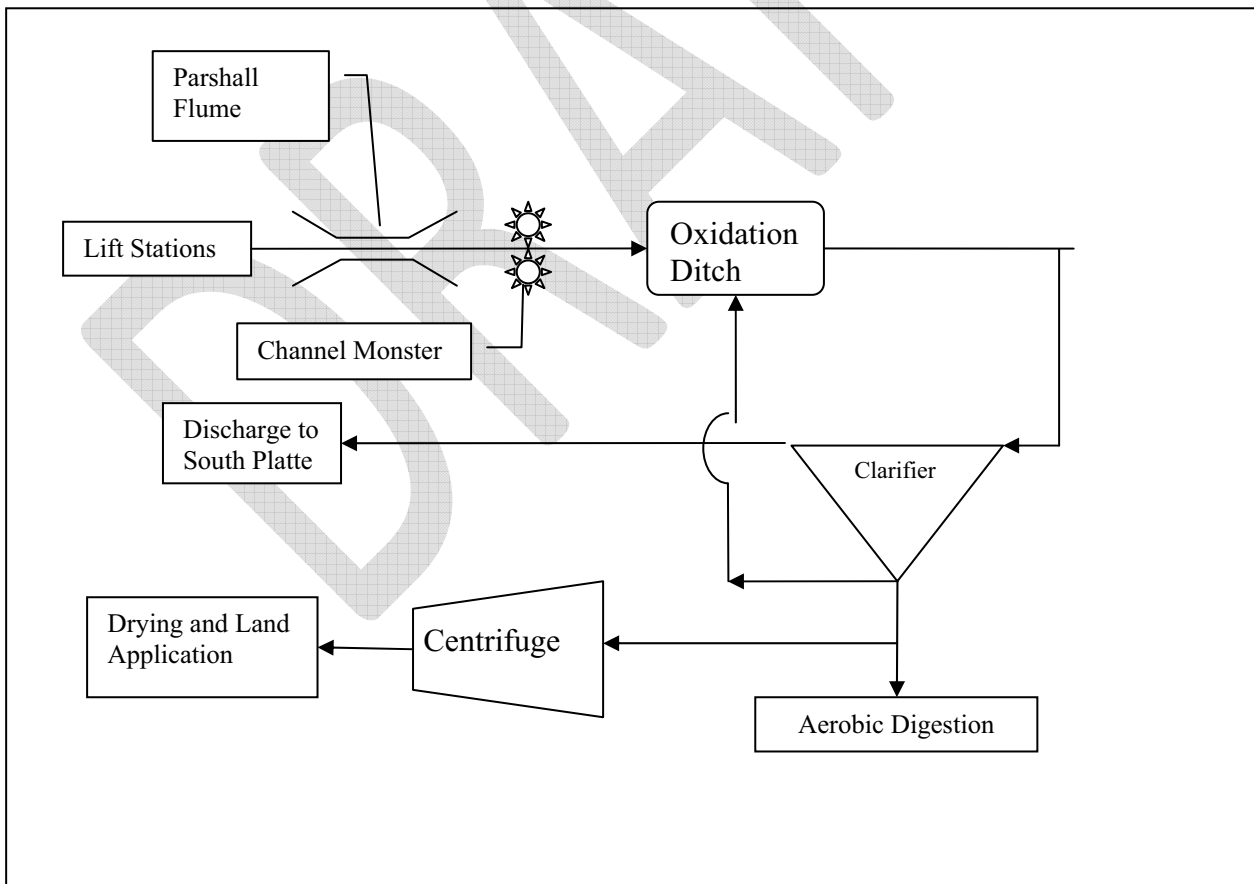 Parshall
Flume
Lift Stations
Oxidation
Ditch
Channel Monster
Discharge to
South Platte
Clarifier
Drying and Land
Application
Centrifuge
Aerobic Digestion
DRA